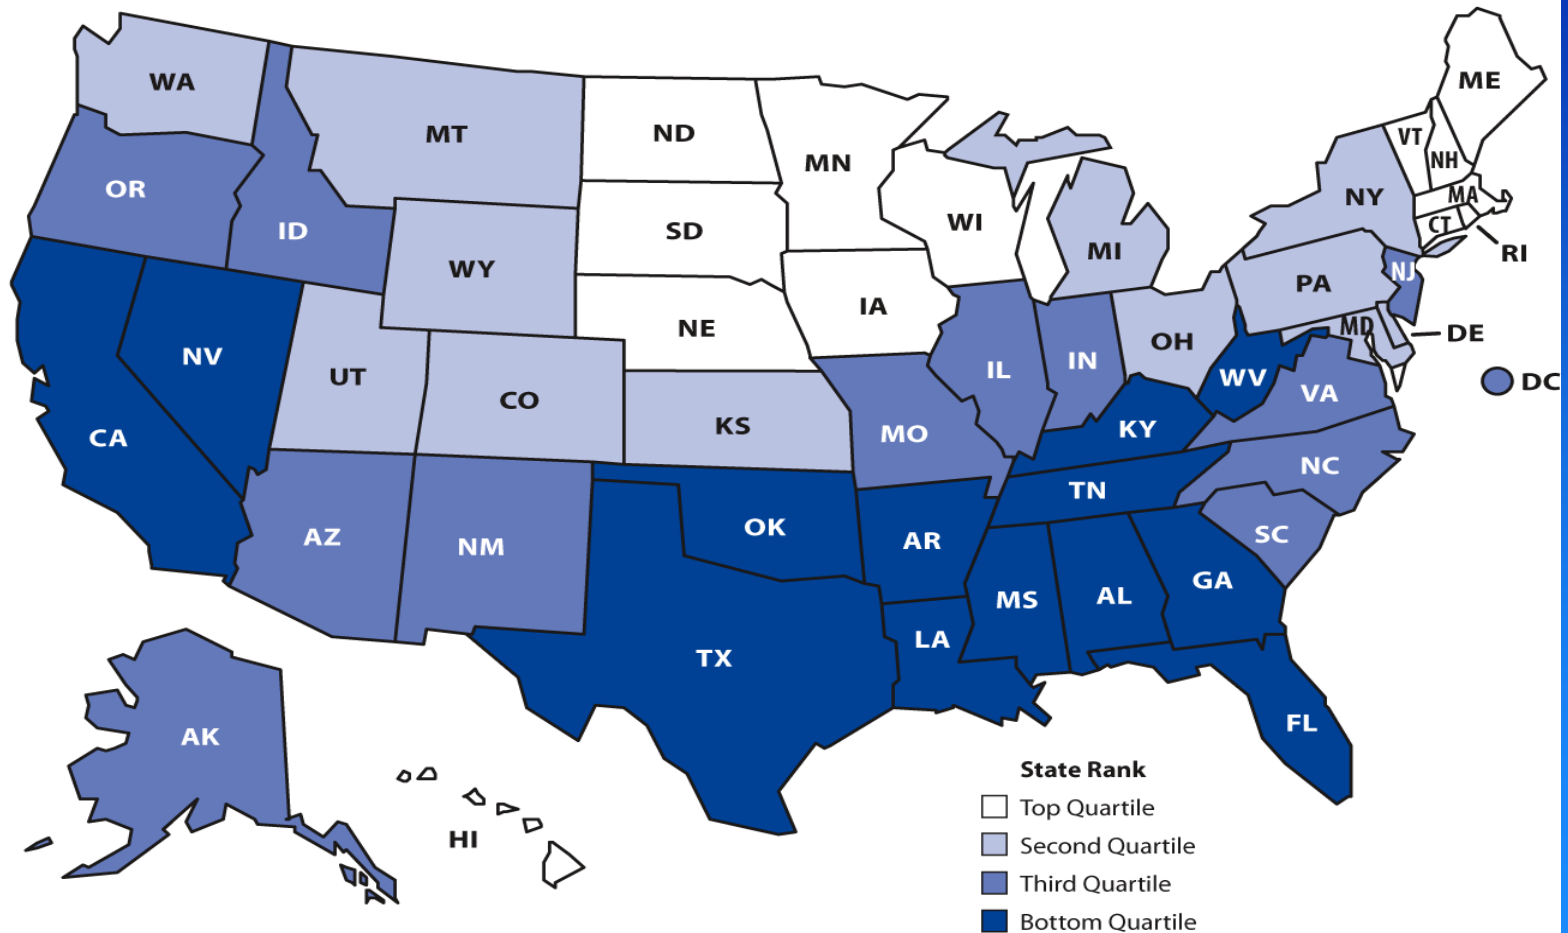 ME
WA
MT
ND
VT
MN
NH
OR
MA
NY
WI
CT
ID
SD
MI
RI
WY
NJ
PA
IA
MD
NE
DE
OH
NV
IN
IL
UT
WV
DC
VA
CO
KS
KY
MO
CA
NC
TN
OK
SC
AZ
AR
NM
GA
AL
MS
LA
TX
FL
AK
HI
State Rank
Top Quartile
Second Quartile
Third Quartile
Bottom Quartile